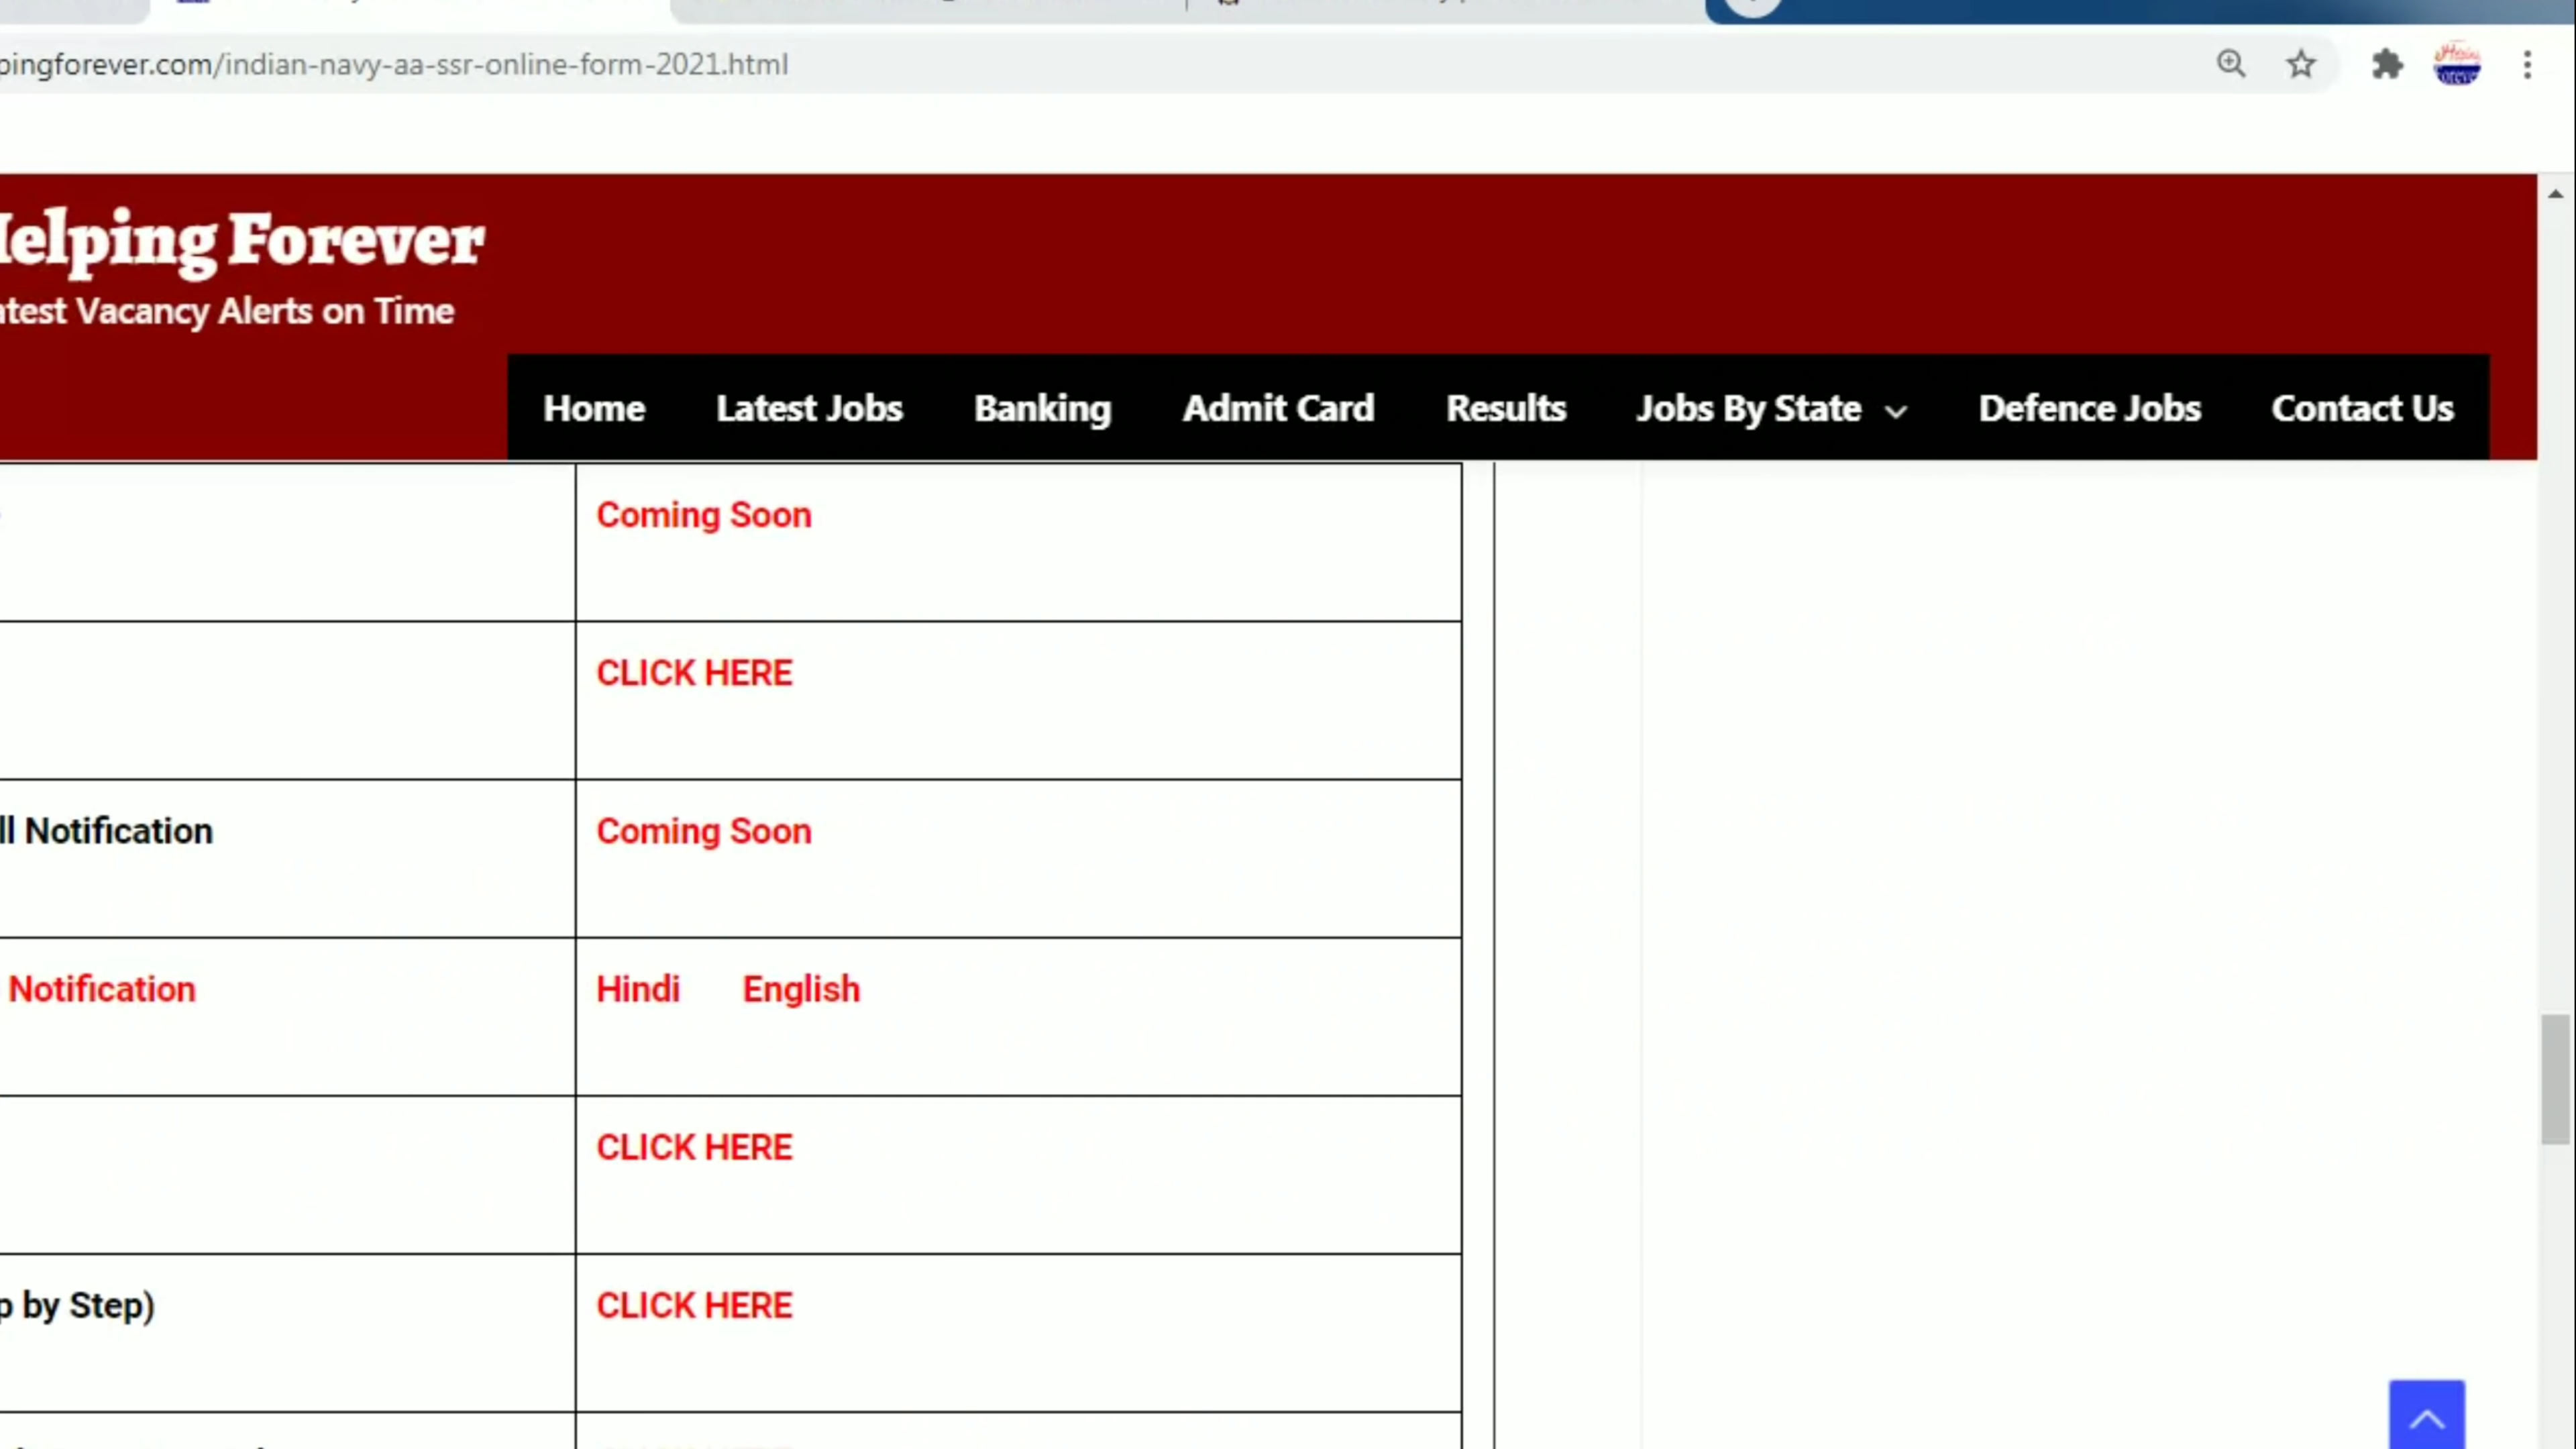 pingforever.com/indian-navy-aa-ssr-online-form-2021.html
elping Forever
atest Vacancy Alerts on Time
Home Latest Jobs Banking Admit Card Results Jobs By State Defence Jobs Contact Us
Coming Soon
CLICK HERE
ll Notification Coming Soon
Notification Hindi English
CLICK HERE
p by Step) CLICK HERE